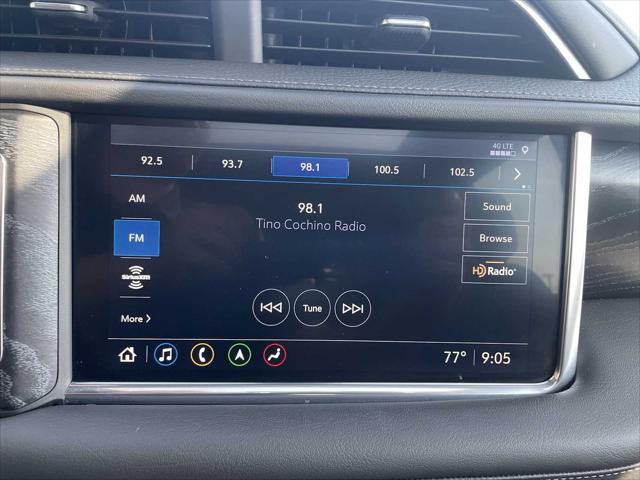 4G LTE
92.5 93.7 98.1 100.5 102.5
AM
98.1
Sound
Tino Cochino Radio
FM
Browse
SiriusXM
HD Radio
More
Tune
77° 9:05